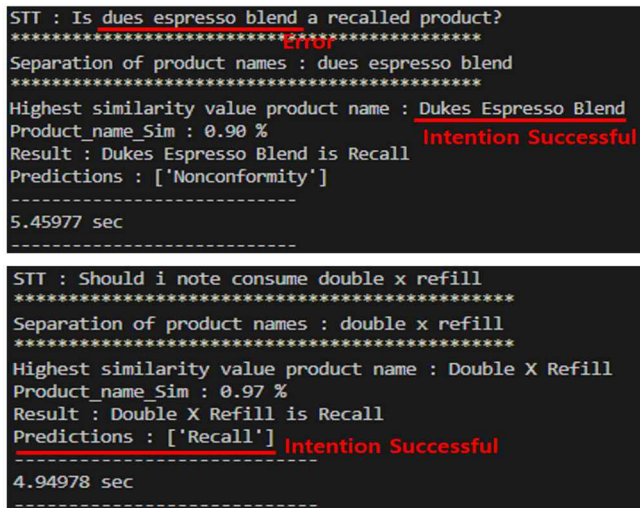 STT : Is dues espresso blend a recalled product?
*******************************************
Error
Separation of product names : dues espresso blend
*******************************************
Highest similarity value product name : Dukes Espresso Blend
Product_name_Sim : 0.90 %
Intention Successful
Result : Dukes Espresso Blend is Recall
Predictions : ['Nonconformity']
----------------------------
5.45977 sec
----------------------------
STT : Should i note consume double x refill
**********************************************
Separation of product names : double x refill
**********************************************
Highest similarity value product name : Double X Refill
Product_name_Sim : 0.97 %
Result : Double X Refill is Recall
Predictions : ['Recall'] Intention Successful
----------------------------
4.94978 sec
----------------------------